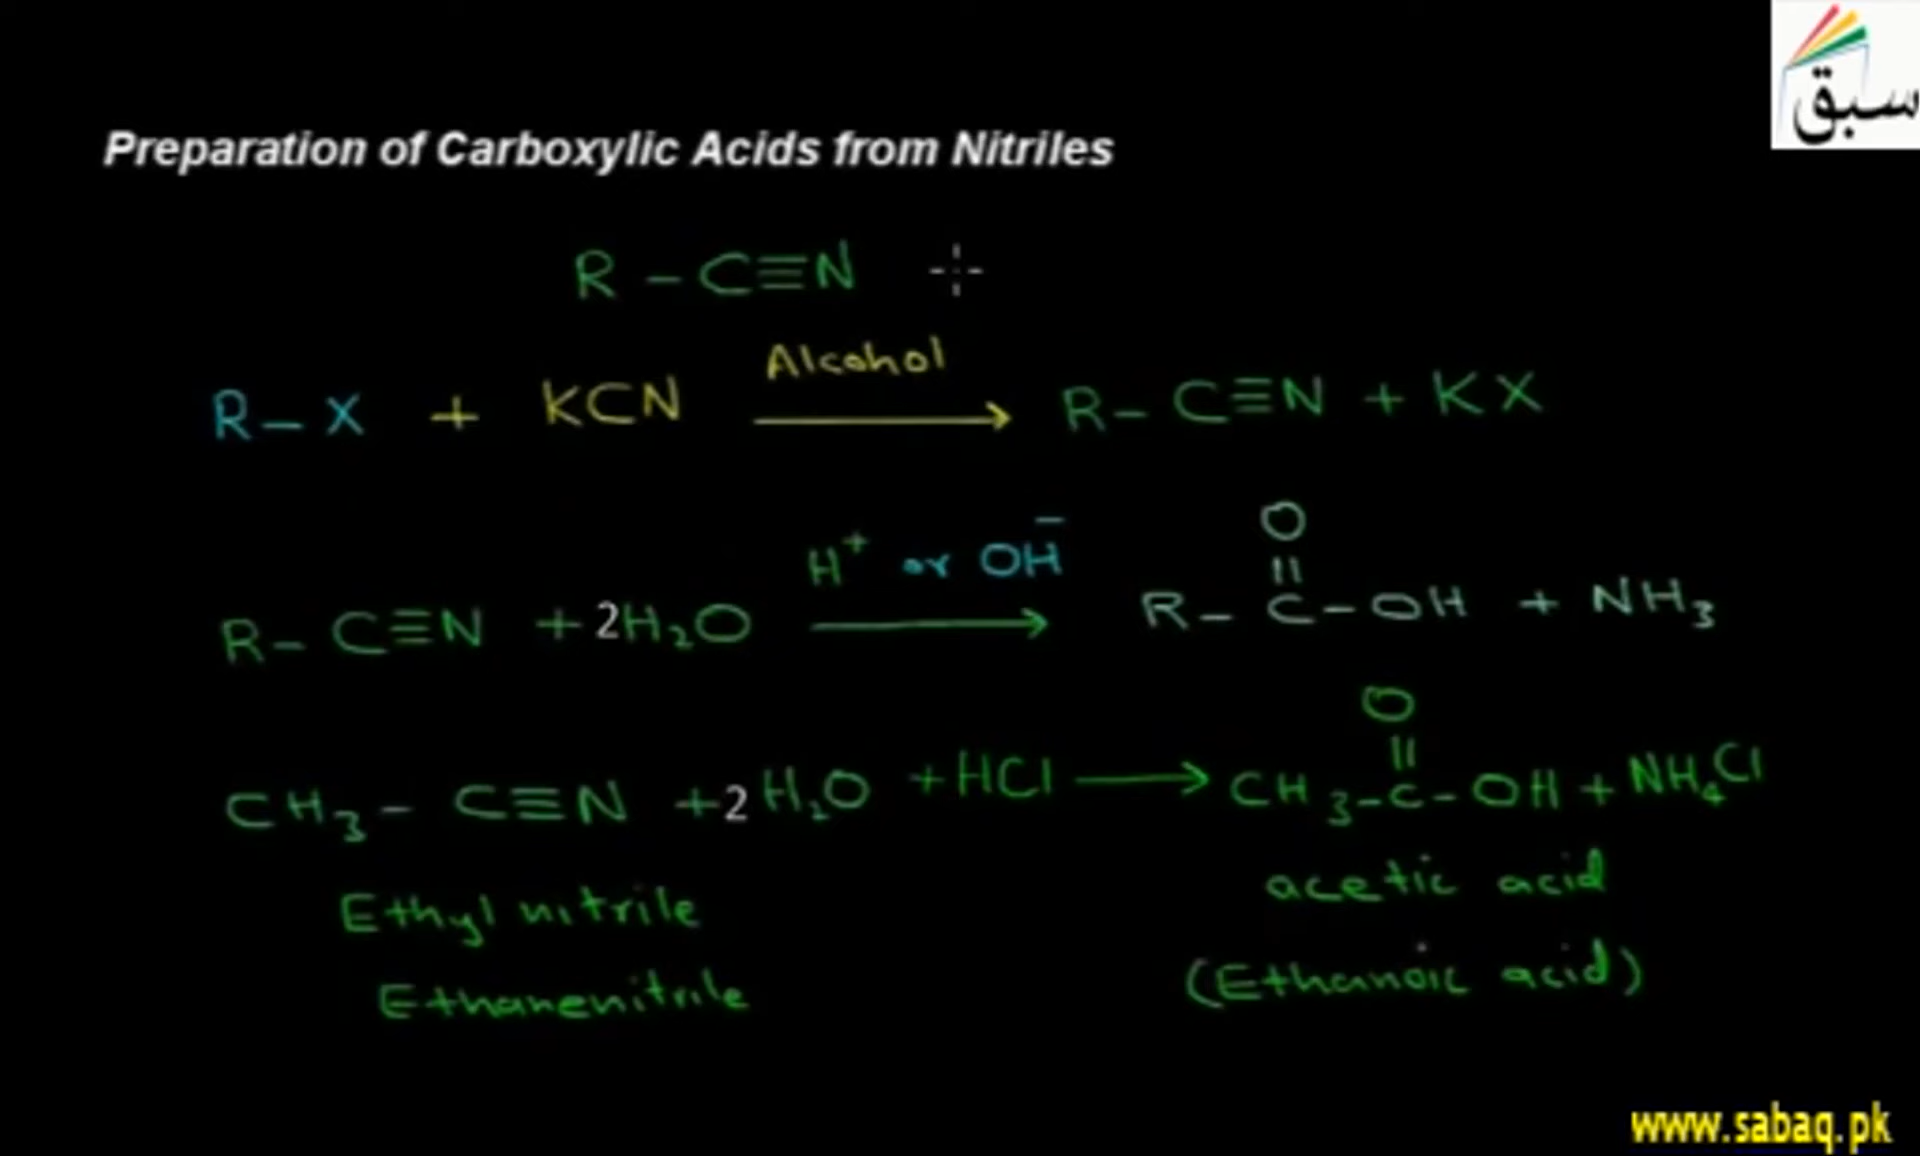 سبق
Preparation of Carboxylic Acids from Nitriles
R - C≡N
Alcohol
R - X + KCN ⟶ R - C≡N + KX
O
H⁺ or OH⁻ ||
R - C≡N + 2H₂O ⟶ R - C - OH + NH₃
O
||
CH₃ - C≡N + 2H₂O + HCl ⟶ CH₃ - C - OH + NH₄Cl
Ethyl nitrile acetic acid
Ethanenitrile (Ethanoic acid)
www.sabaq.pk